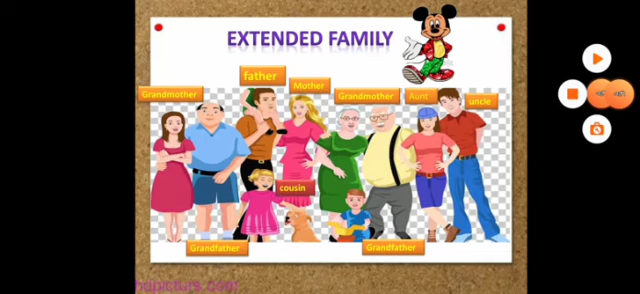 EXTENDED FAMILY
Grandmother
father
Mother
Grandmother
Aunt
uncle
cousin
Grandfather
Grandfather